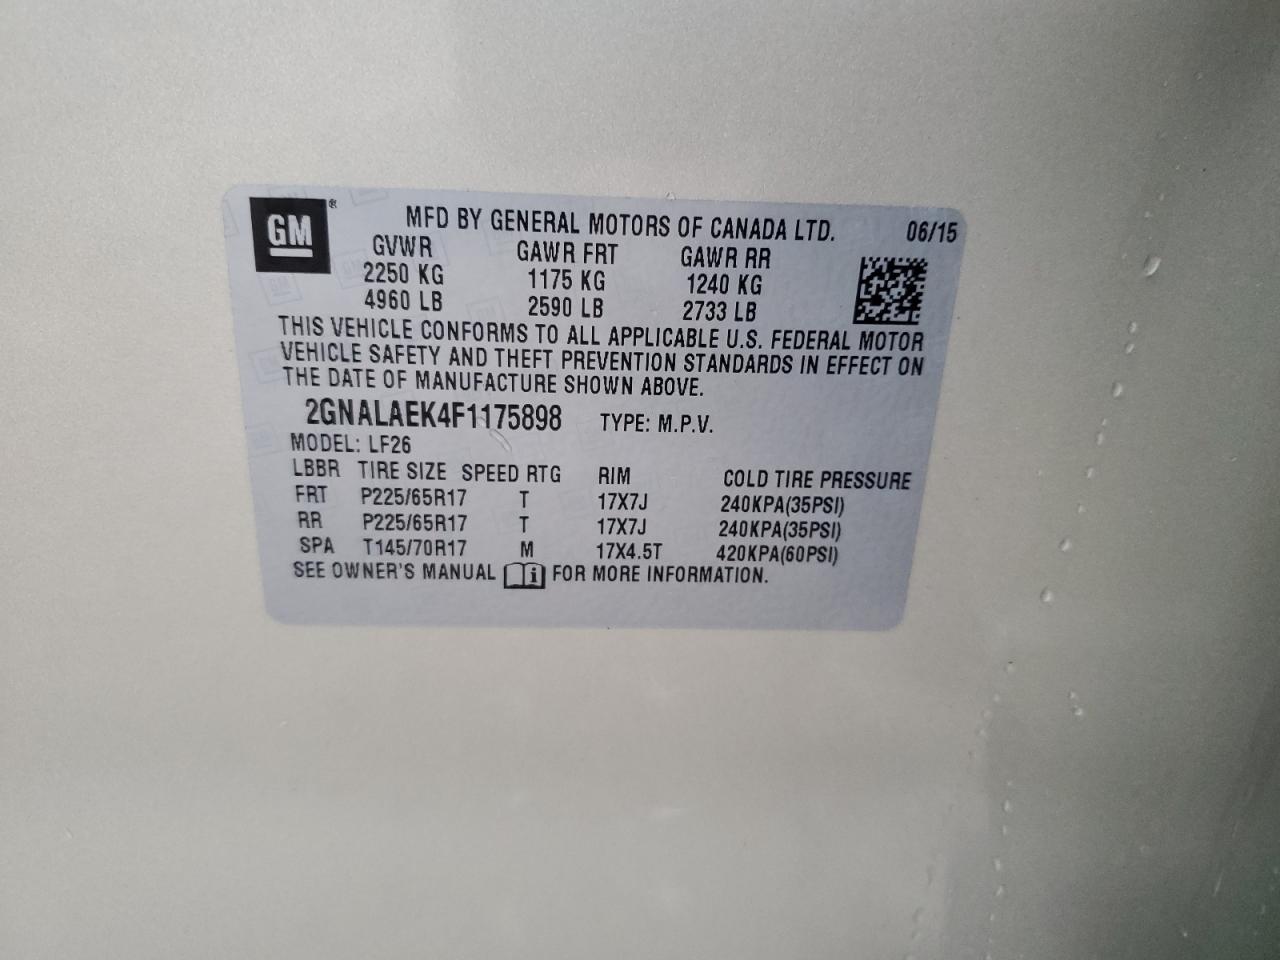 GM ®
MFD BY GENERAL MOTORS OF CANADA LTD. 06/15
GVWR GAWR FRT GAWR RR
2250 KG 1175 KG 1240 KG
4960 LB 2590 LB 2733 LB
THIS VEHICLE CONFORMS TO ALL APPLICABLE U.S. FEDERAL MOTOR
VEHICLE SAFETY AND THEFT PREVENTION STANDARDS IN EFFECT ON
THE DATE OF MANUFACTURE SHOWN ABOVE.
2GNALAEK4F1175898 TYPE: M.P.V.
MODEL: LF26
LBBR TIRE SIZE SPEED RTG RIM COLD TIRE PRESSURE
FRT P225/65R17 T 17X7J 240KPA(35PSI)
RR P225/65R17 T 17X7J 240KPA(35PSI)
SPA T145/70R17 M 17X4.5T 420KPA(60PSI)
SEE OWNER'S MANUAL i FOR MORE INFORMATION.